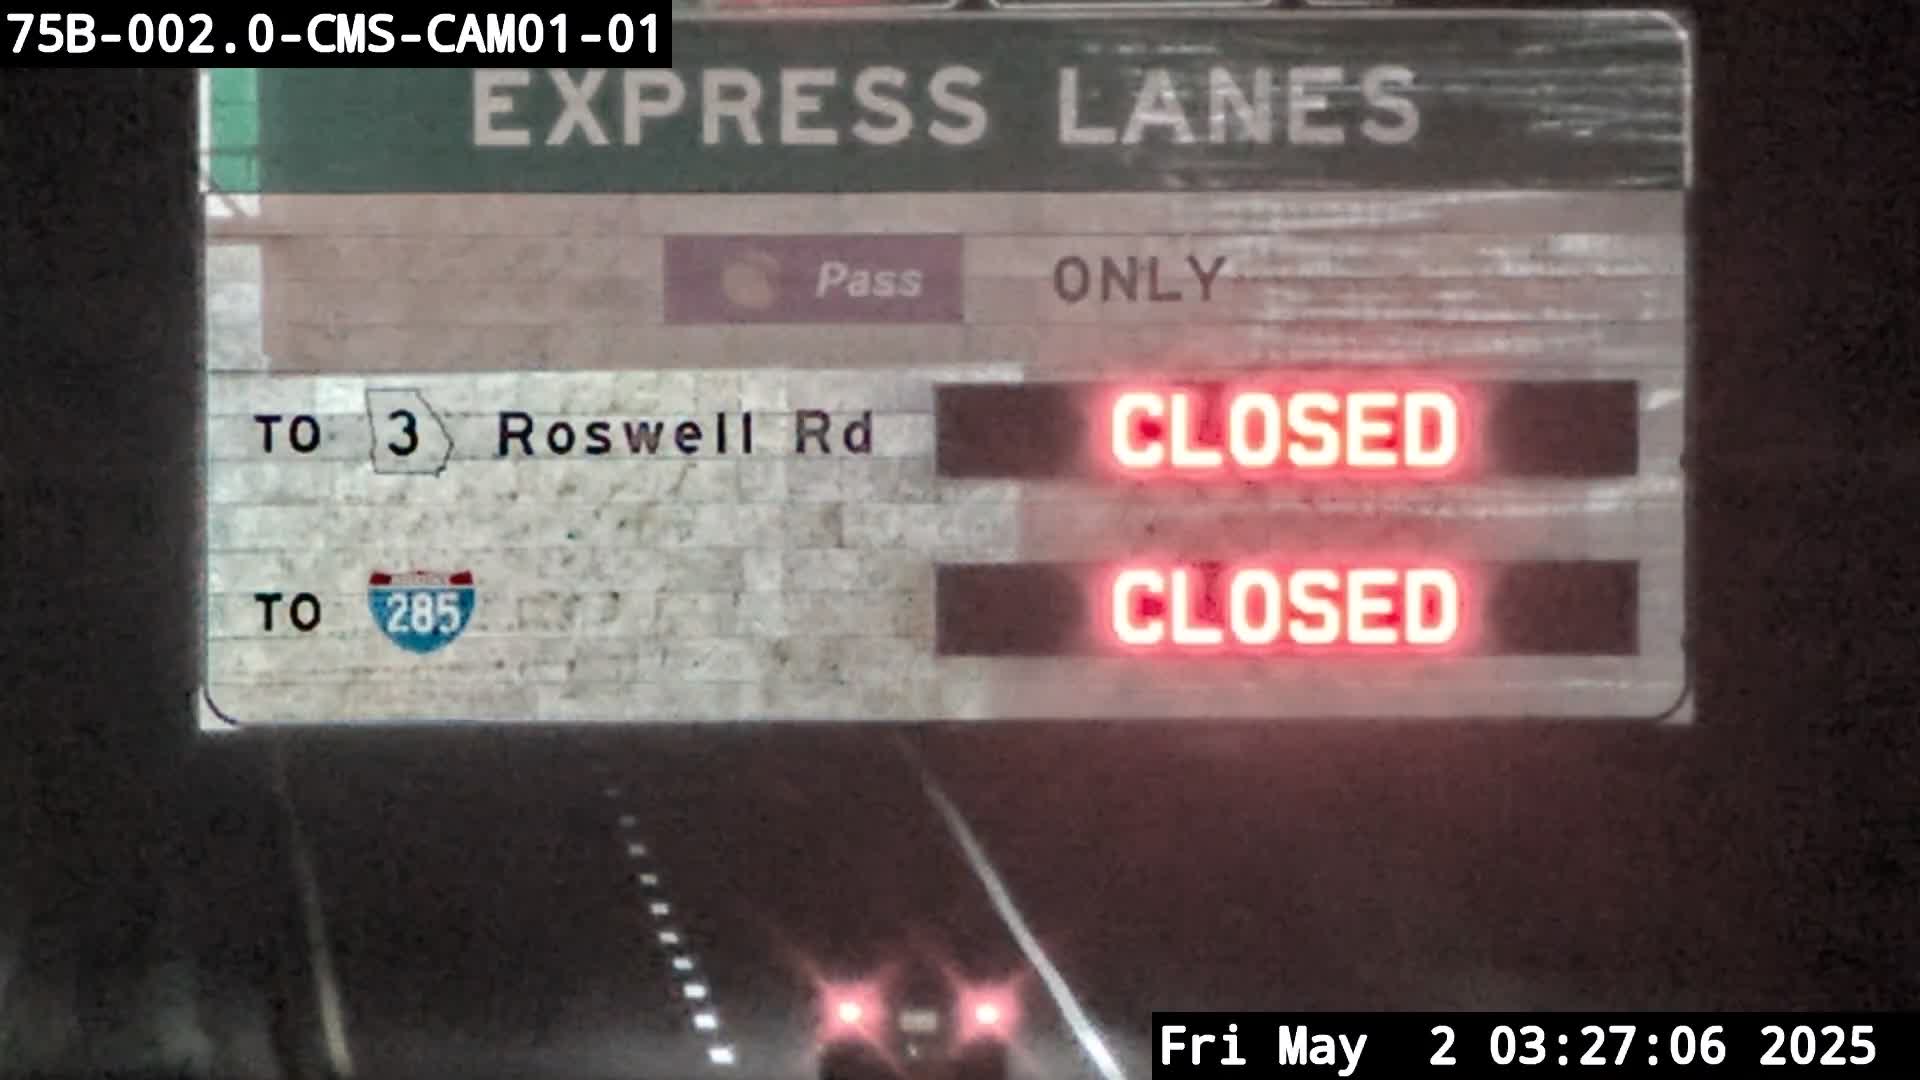 75B-002.0-CMS-CAM01-01
EXPRESS LANES
Pass ONLY
TO 3 Roswell Rd CLOSED
TO 285 CLOSED
Fri May 2 03:27:06 2025